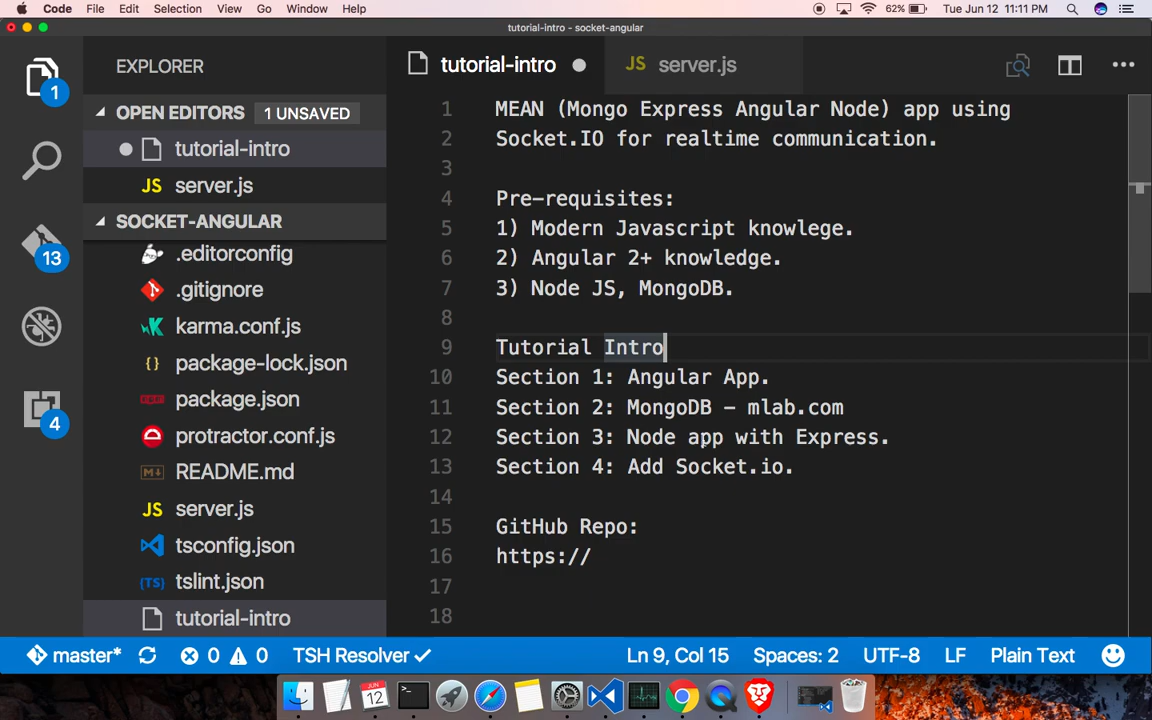 Code File Edit Selection View Go Window Help 62% Tue Jun 12 11:11 PM
tutorial-intro - socket-angular
EXPLORER
OPEN EDITORS 1 UNSAVED
tutorial-intro
JS server.js
SOCKET-ANGULAR
.editorconfig
.gitignore
karma.conf.js
{} package-lock.json
package.json
protractor.conf.js
M↓ README.md
JS server.js
tsconfig.json
(TS) tslint.json
tutorial-intro
1
13
4
tutorial-intro JS server.js
1 MEAN (Mongo Express Angular Node) app using
2 Socket.IO for realtime communication.
3
4 Pre-requisites:
5 1) Modern Javascript knowlege.
6 2) Angular 2+ knowledge.
7 3) Node JS, MongoDB.
8
9 Tutorial Intro
10 Section 1: Angular App.
11 Section 2: MongoDB - mlab.com
12 Section 3: Node app with Express.
13 Section 4: Add Socket.io.
14
15 GitHub Repo:
16 https://
17
18
master* 0 0 TSH Resolver ✓ Ln 9, Col 15 Spaces: 2 UTF-8 LF Plain Text
JUN
12